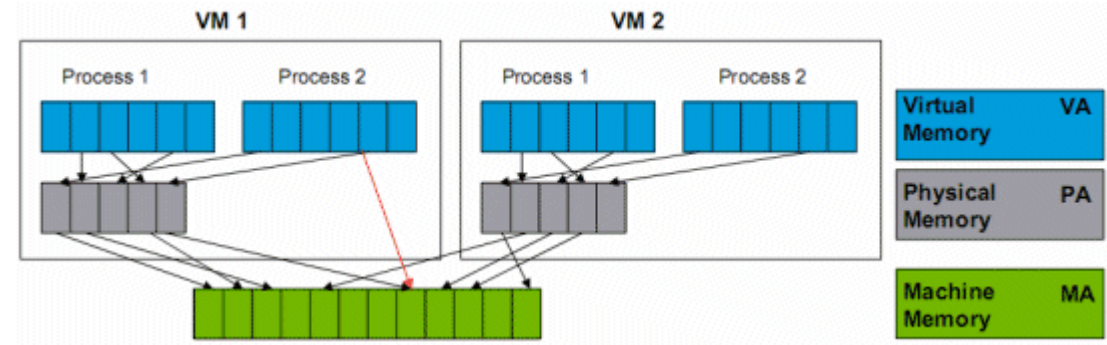 VM 1
VM 2
Process 1
Process 2
Process 1
Process 2
Virtual Memory VA
Physical Memory PA
Machine Memory MA